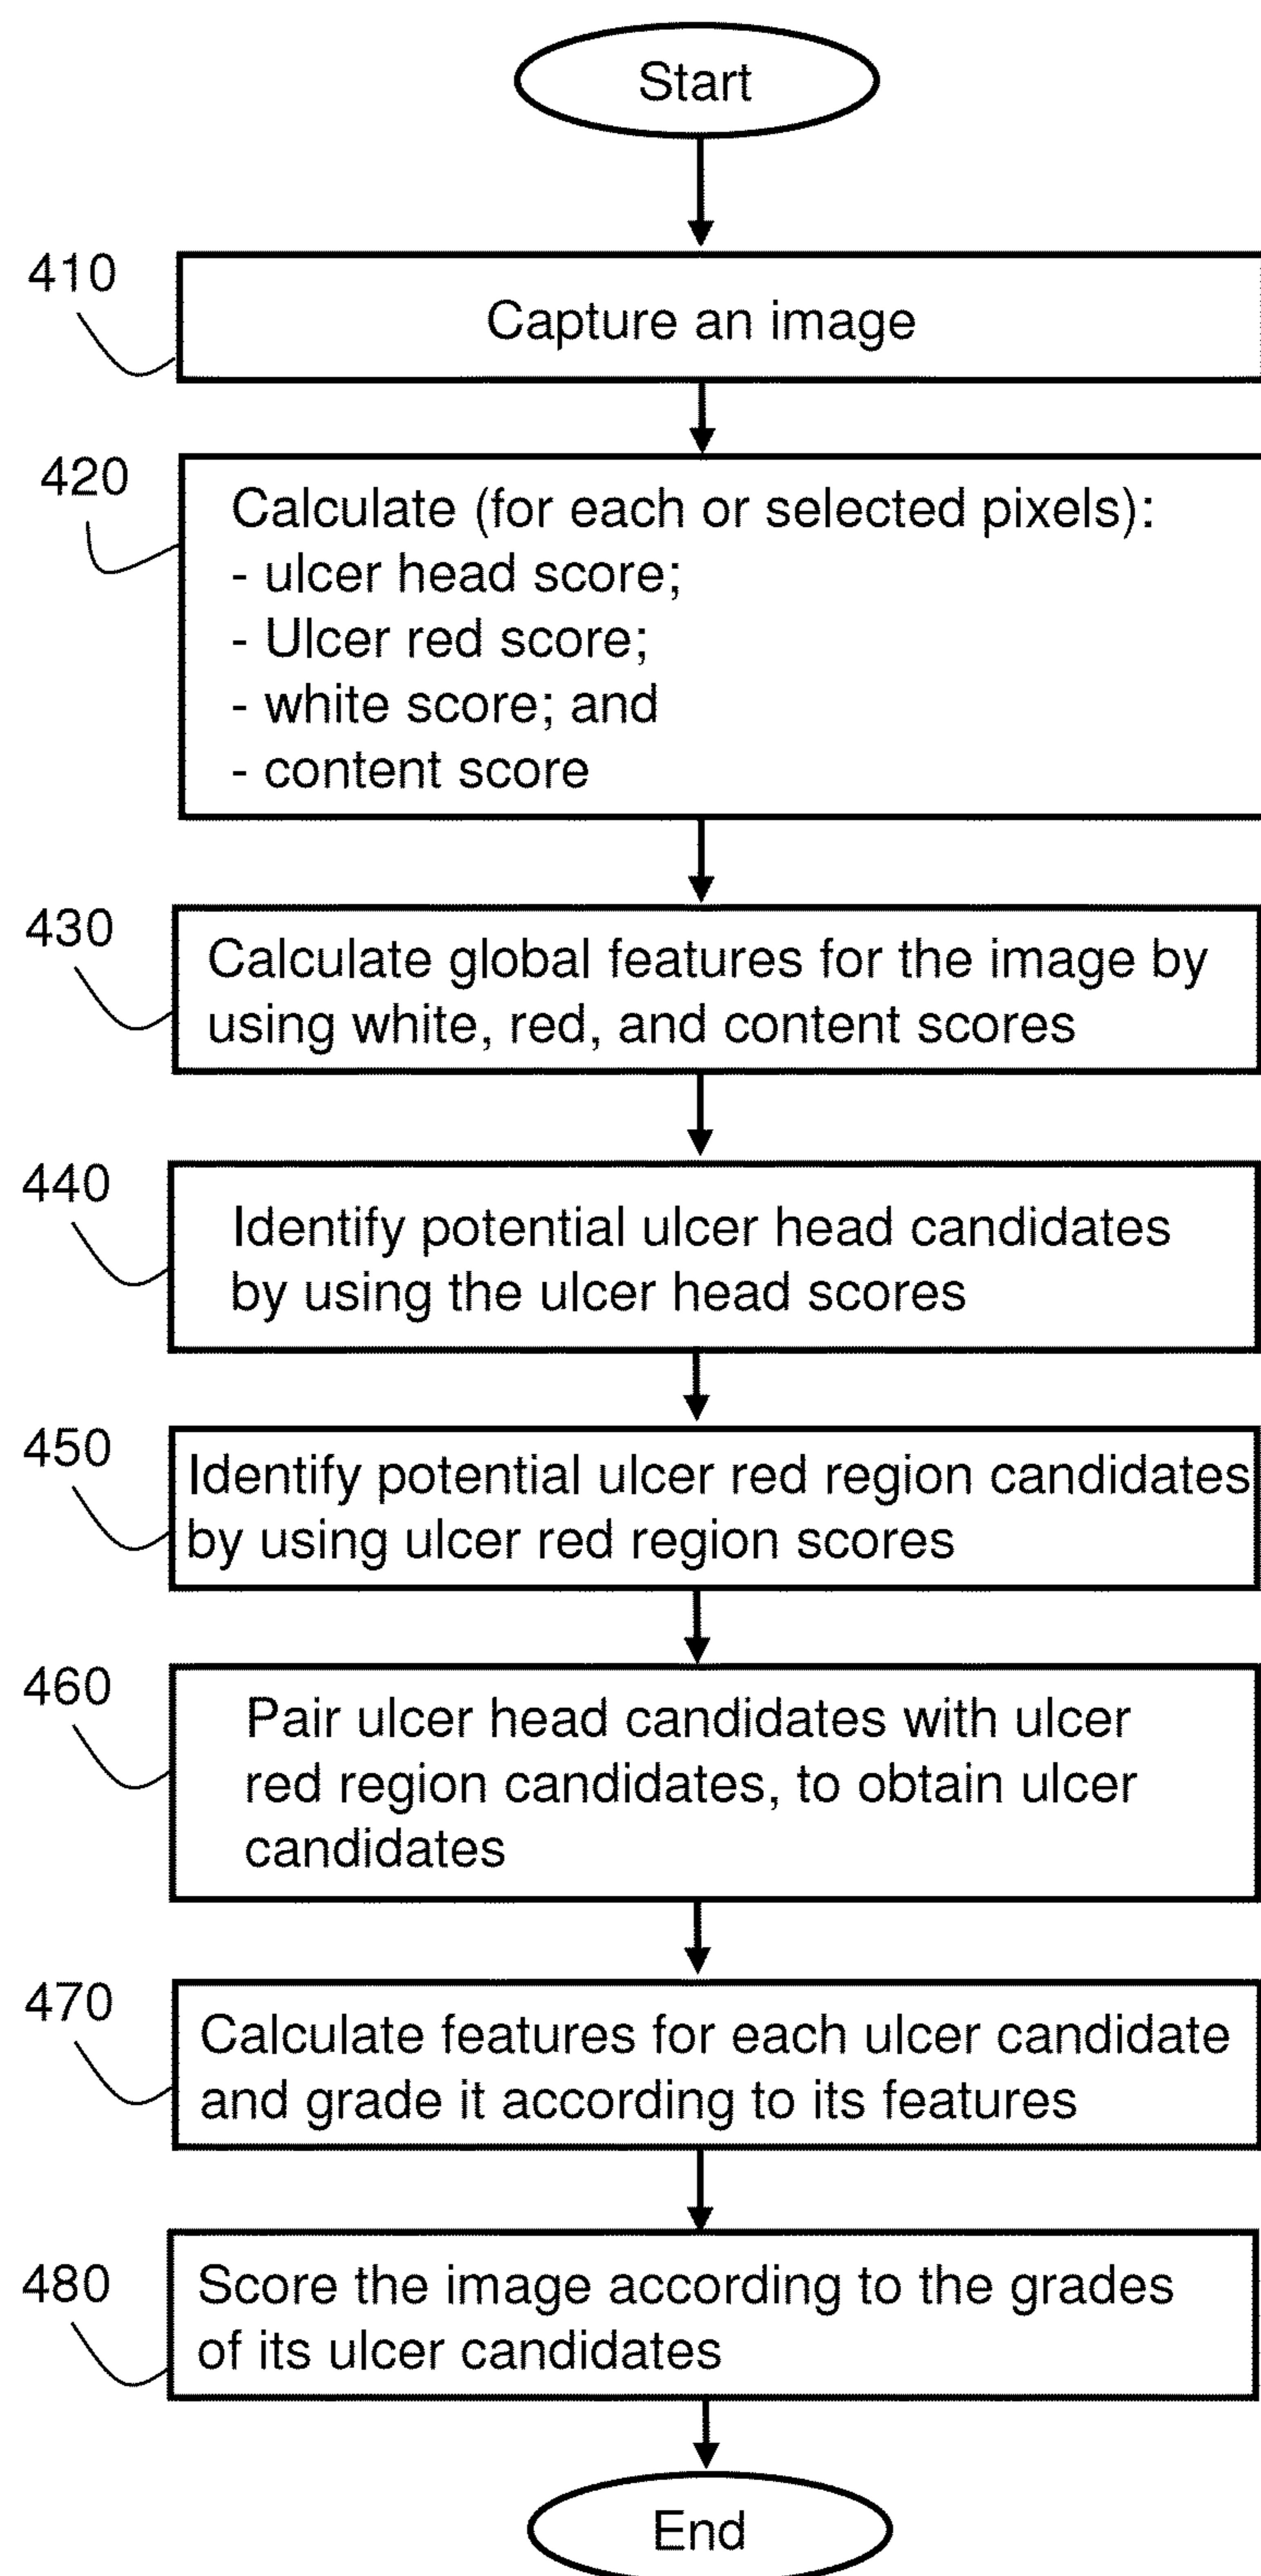 Start
410
Capture an image
420
Calculate (for each or selected pixels):
- ulcer head score;
- Ulcer red score;
- white score; and
- content score
430
Calculate global features for the image by
using white, red, and content scores
440
Identify potential ulcer head candidates
by using the ulcer head scores
450
Identify potential ulcer red region candidates
by using ulcer red region scores
460
Pair ulcer head candidates with ulcer
red region candidates, to obtain ulcer
candidates
470
Calculate features for each ulcer candidate
and grade it according to its features
480
Score the image according to the grades
of its ulcer candidates
End